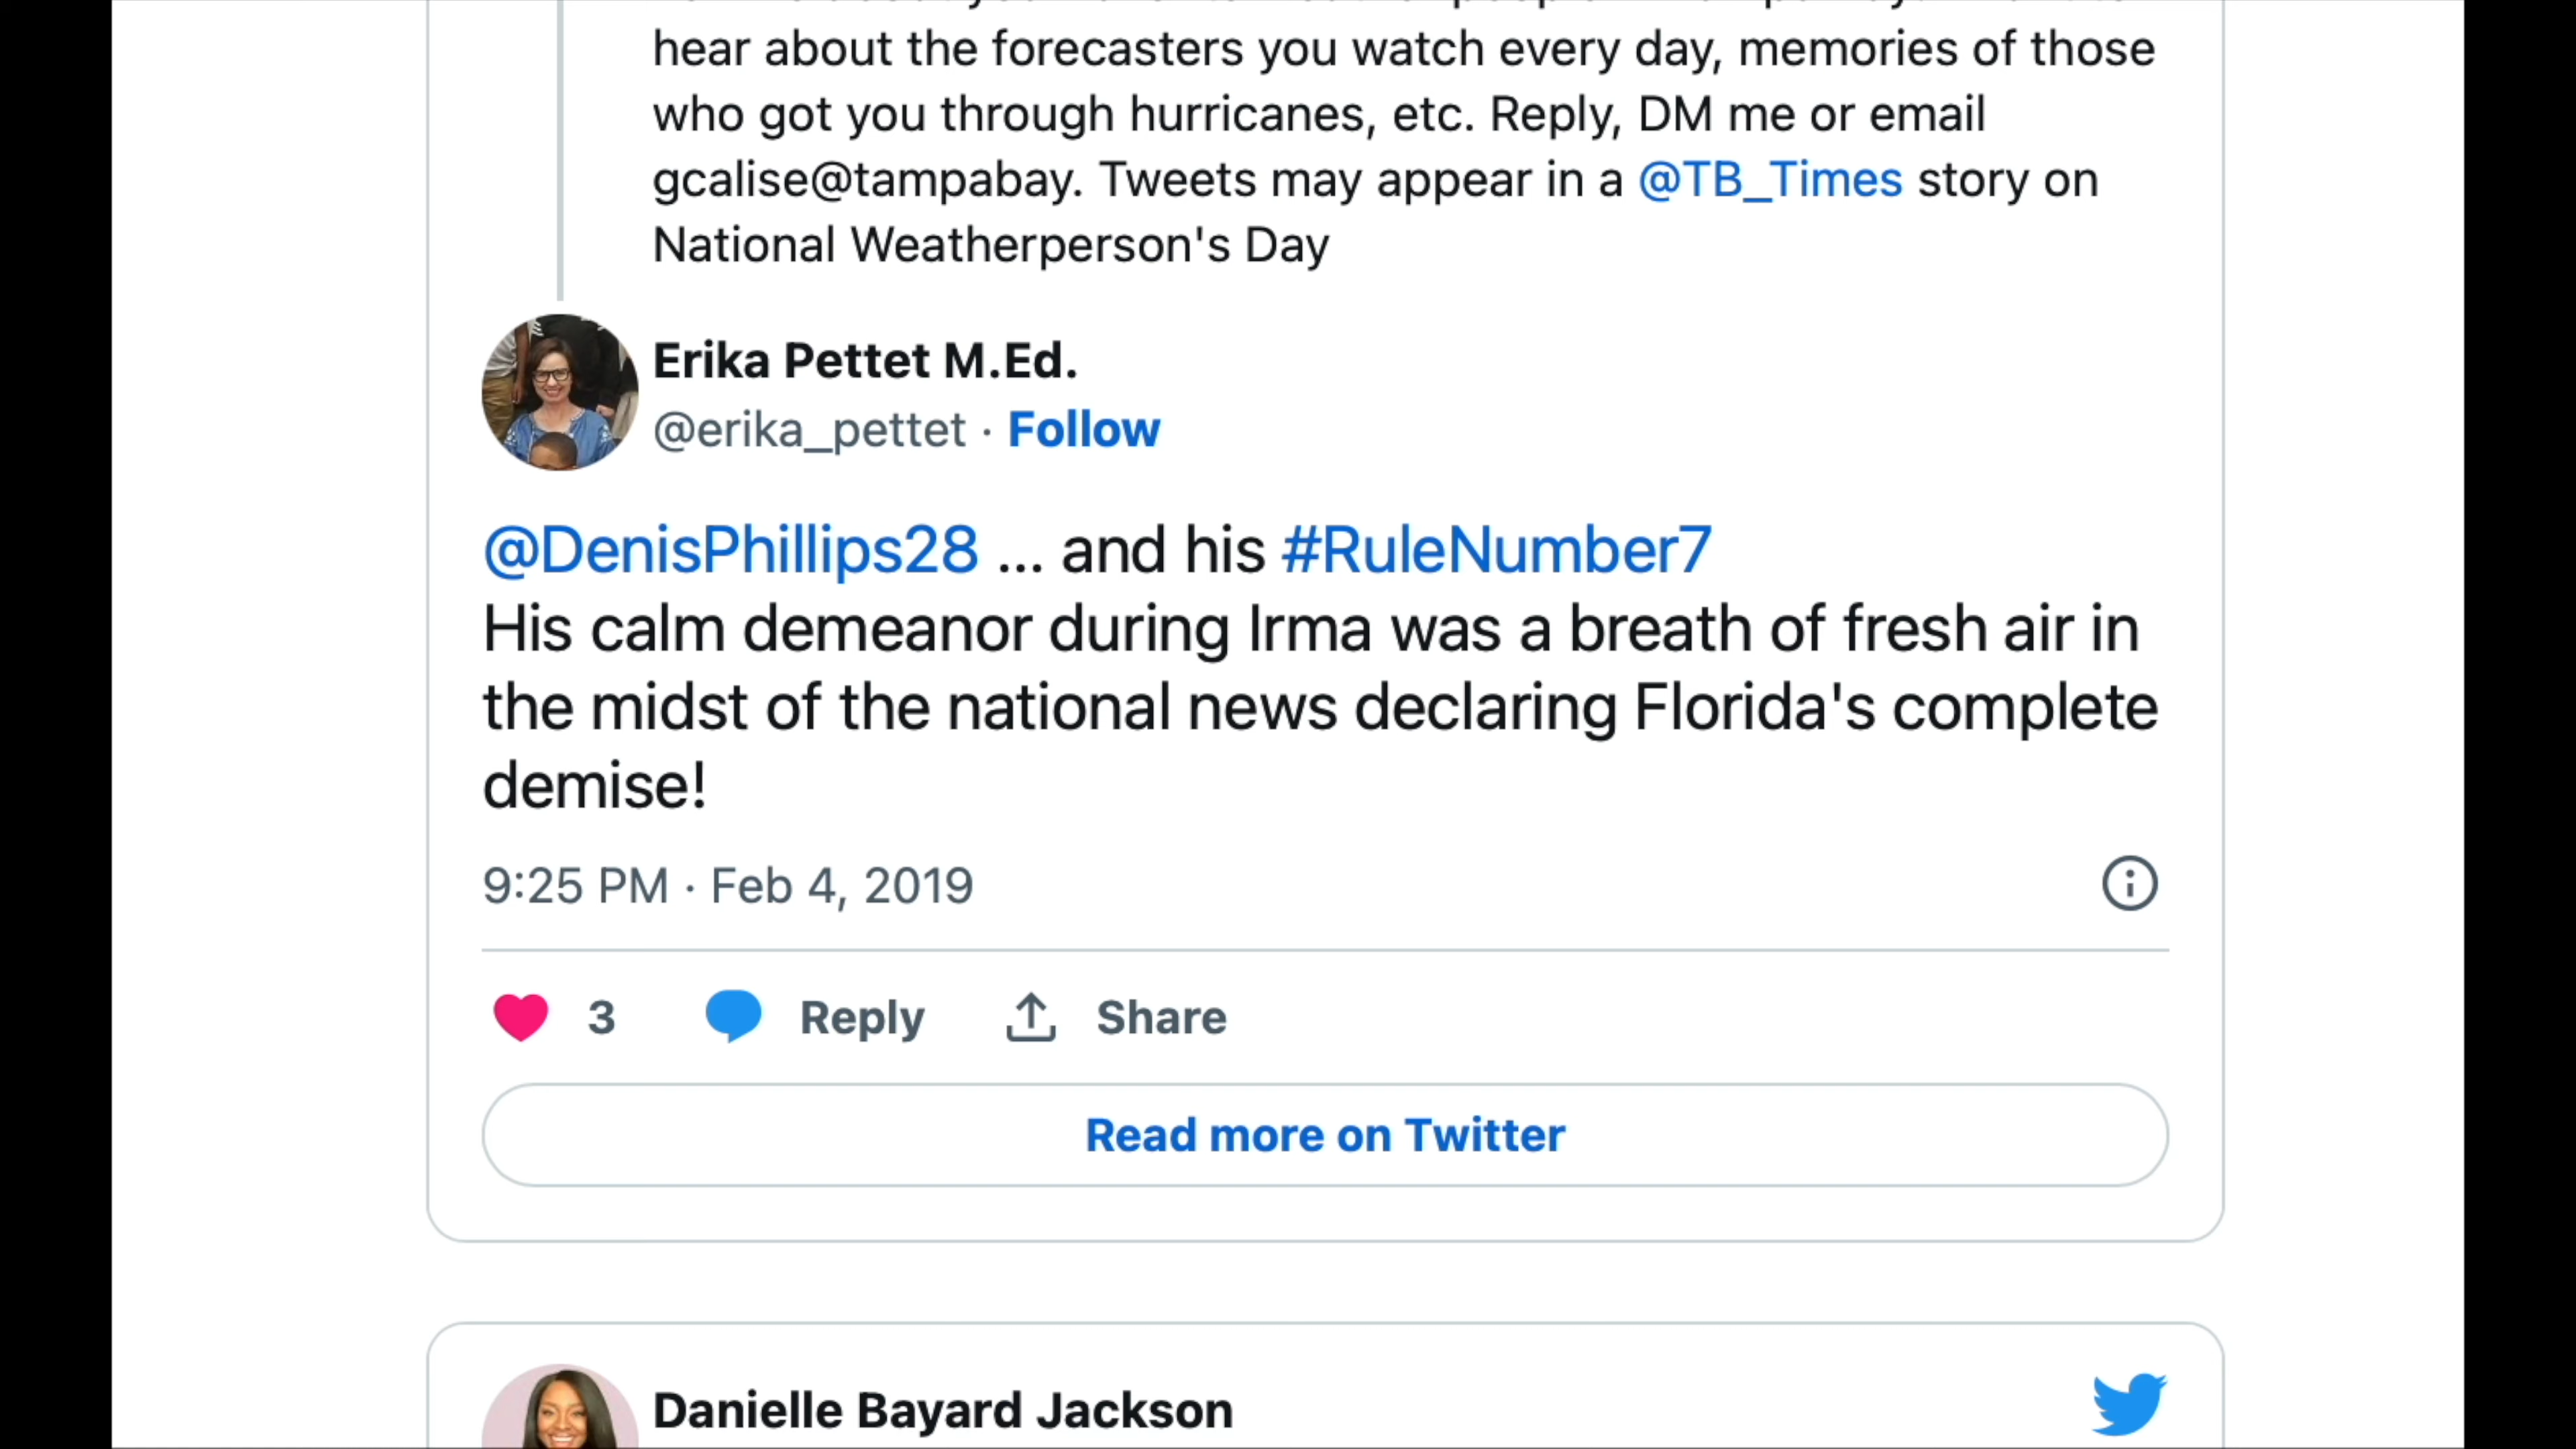 hear about the forecasters you watch every day, memories of those
who got you through hurricanes, etc. Reply, DM me or email
gcalise@tampabay. Tweets may appear in a @TB_Times story on
National Weatherperson's Day
Erika Pettet M.Ed.
@erika_pettet · Follow
@DenisPhillips28 ... and his #RuleNumber7
His calm demeanor during Irma was a breath of fresh air in
the midst of the national news declaring Florida's complete
demise!
9:25 PM · Feb 4, 2019
3 Reply Share
Read more on Twitter
Danielle Bayard Jackson